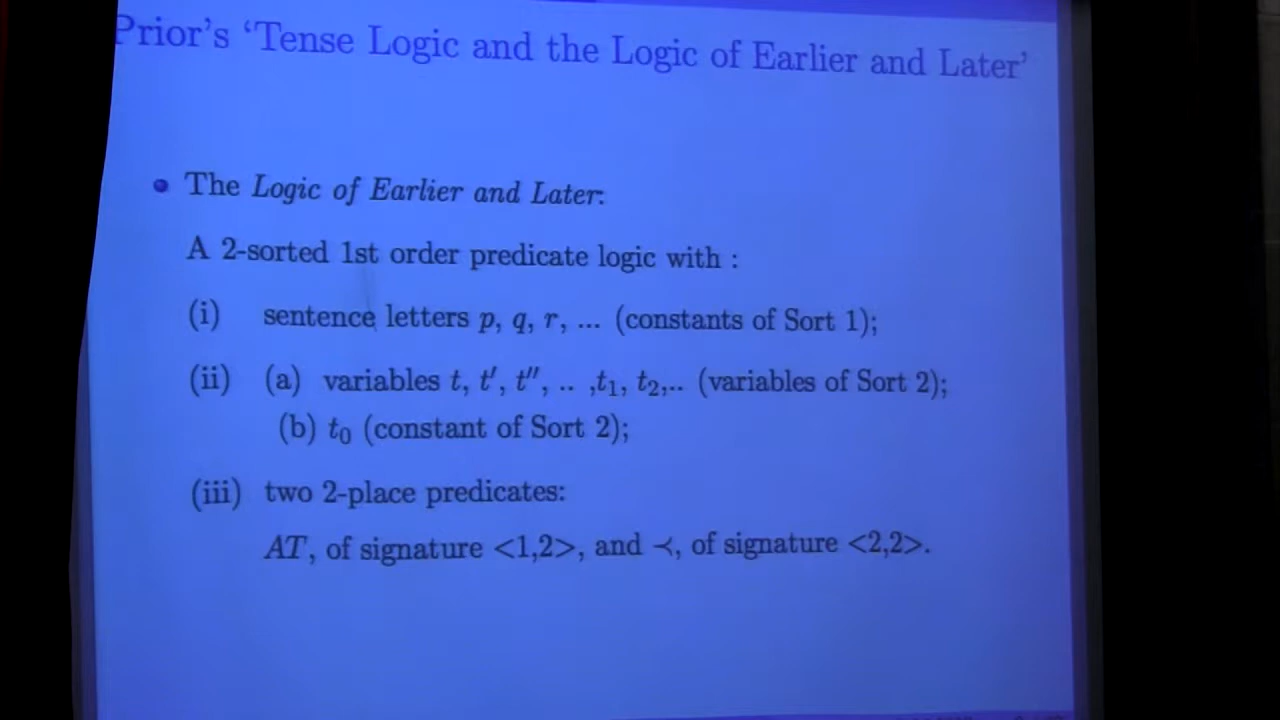 Prior's 'Tense Logic and the Logic of Earlier and Later'
• The Logic of Earlier and Later:
A 2-sorted 1st order predicate logic with :
(i) sentence letters p, q, r, ... (constants of Sort 1);
(ii) (a) variables t, t′, t″, .. ,t₁, t₂,.. (variables of Sort 2);
(b) t₀ (constant of Sort 2);
(iii) two 2-place predicates:
AT, of signature <1,2>, and ≺, of signature <2,2>.